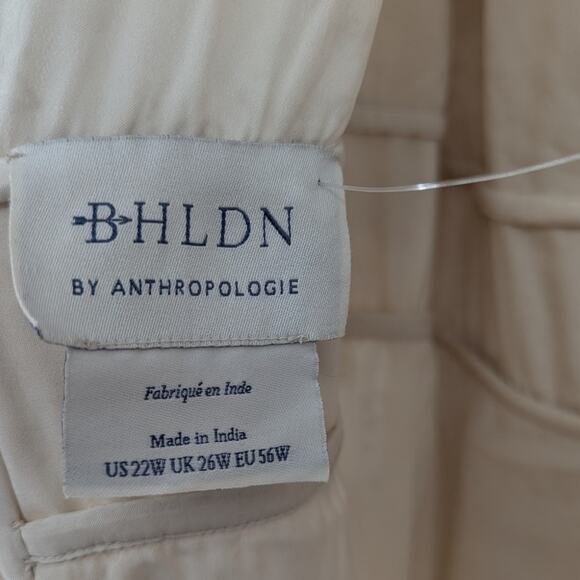 BHLDN
BY ANTHROPOLOGIE
Fabriqué en Inde
Made in India
US 22W UK 26W EU 56W